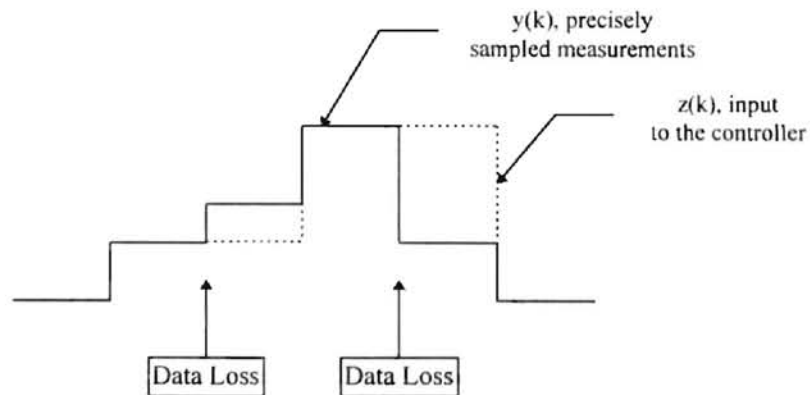 y(k), precisely
sampled measurements
z(k), input
to the controller
Data Loss
Data Loss